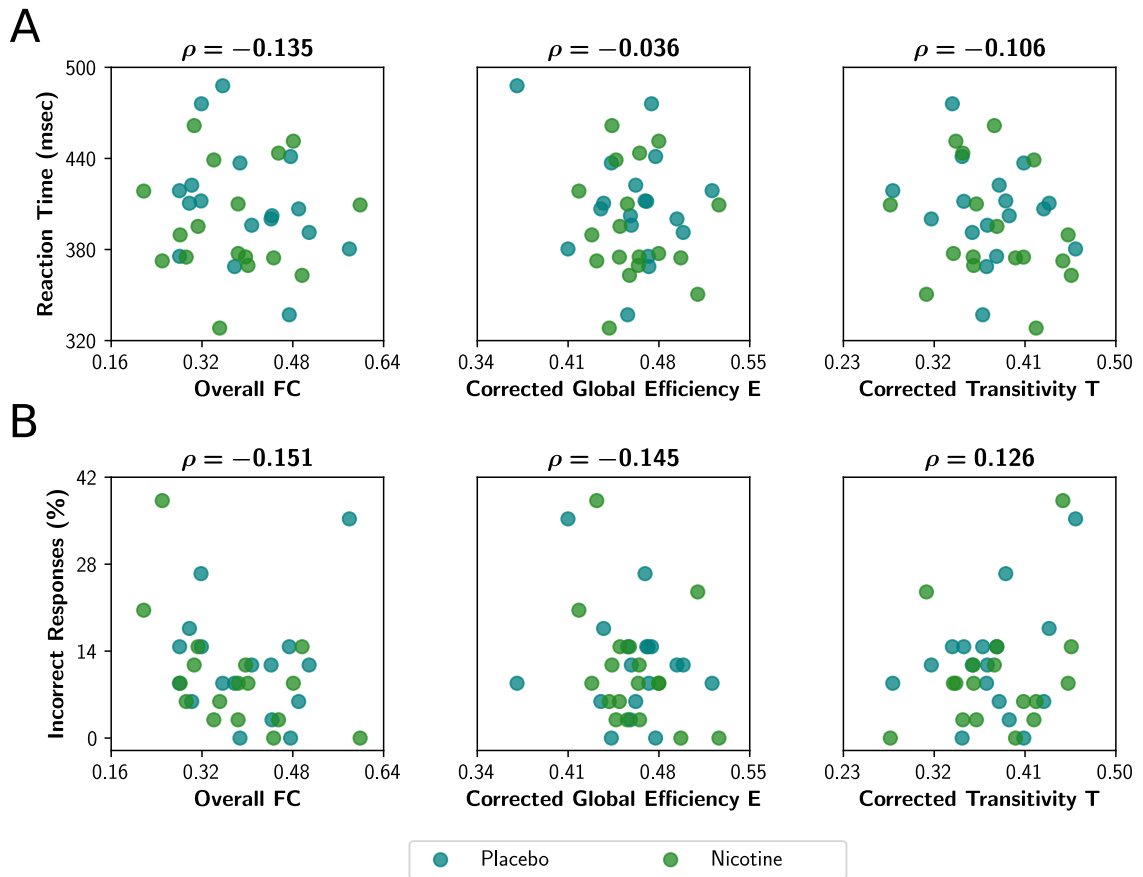 A
ρ = −0.135
ρ = −0.036
ρ = −0.106
Reaction Time (msec)
500
440
380
320
0.16 0.32 0.48 0.64
0.34 0.41 0.48 0.55
0.23 0.32 0.41 0.50
Overall FC
Corrected Global Efficiency E
Corrected Transitivity T
B
ρ = −0.151
ρ = −0.145
ρ = 0.126
Incorrect Responses (%)
42
28
14
0
0.16 0.32 0.48 0.64
0.34 0.41 0.48 0.55
0.23 0.32 0.41 0.50
Overall FC
Corrected Global Efficiency E
Corrected Transitivity T
Placebo
Nicotine